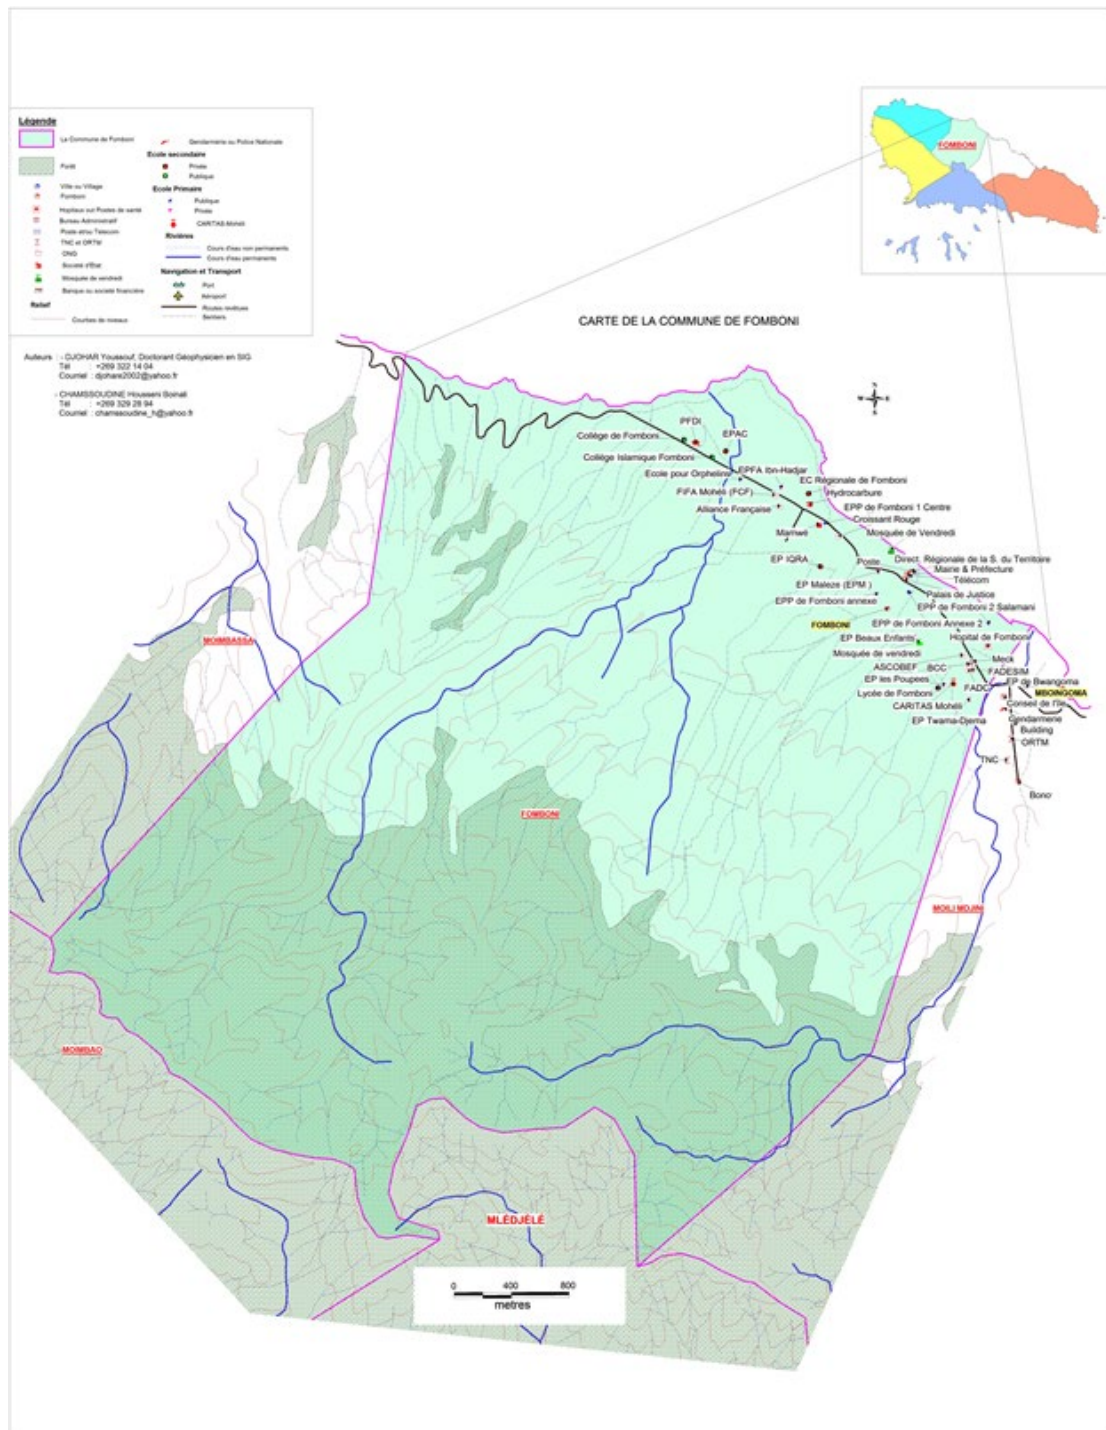 Légende
La Commune de Fomboni
Forêt
Ville ou Village
Fomboni
Hopitaux out Postes de santé
Bureau Administratif
Poste et/ou Telecom
TNC et ORTM
ONG
Societé d'État
Mosquée de vendredi
Banque ou société financière
Relief
Courbes de niveaux
Gendarmerie ou Police Nationale
Ecole secondaire
Privée
Publique
Ecole Primaire
Publique
Privée
CARITAS Mohéli
Rivières
Cours d'eau non permanents
Cours d'eau permanents
Navigation et Transport
Port
Aéroport
Routes revêtues
Sentiers
FOMBONI
CARTE DE LA COMMUNE DE FOMBONI
Auteurs : - DJOHAR Youssouf, Doctorant Géophysicien en SIG
Tél : +269 322 14 04
Courriel : djohare2002@yahoo.fr
- CHAMSSOUDINE Housseni Boinali
Tél : +269 329 28 94
Courriel : chamssoudine_h@yahoo.fr
N
W E
S
PFDI
Collège de Fomboni
EPAC
Collège Islamique Fomboni
Ecole pour Orpheline
EPFA Ibn-Hadjar
EC Régionale de Fomboni
FIFA Mohéli (FCF)
Hydrocarbure
Alliance Française
EPP de Fomboni 1 Centre
Croissant Rouge
Mamwé
Mosquée de Vendredi
EP IQRA
Poste
Direct. Régionale de la S. du Territoire
Mairie & Préfecture
Télécom
EP Maleze (EPM )
Palais de Justice
EPP de Fomboni annexe
EPP de Fomboni 2 Salamani
FOMBONI
EPP de Fomboni Annexe 2
EP Beaux Enfants
Hopital de Fomboni
Mosquée de vendredi
Meck
ASCOBEF
BCC
FADESIM
EP les Poupees
FADC
EP de Bwangoma
Lycée de Fomboni
MBOINGOMA
CARITAS Mohéli
Conseil de l'île
EP Twama-Djema
Gendarmerie
Building
ORTM
TNC
Bono
MOIMBASSA
FOMBONI
MOILI MDJINI
MOIMBAO
MLÉDJÉLÉ
0 400 800
metres